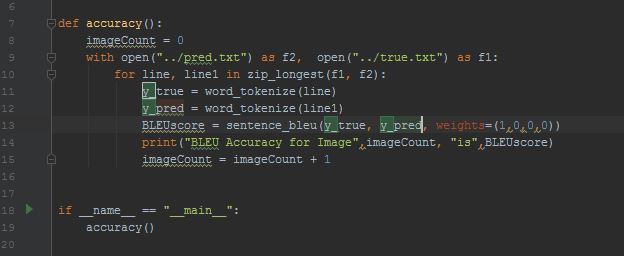 6
7 def accuracy():
8     imageCount = 0
9     with open("../pred.txt") as f2,  open("../true.txt") as f1:
10         for line, line1 in zip_longest(f1, f2):
11             y_true = word_tokenize(line)
12             y_pred = word_tokenize(line1)
13             BLEUscore = sentence_bleu(y_true, y_pred, weights=(1,0,0,0))
14             print("BLEU Accuracy for Image",imageCount, "is",BLEUscore)
15             imageCount = imageCount + 1
16
17
18 if __name__ == "__main__":
19     accuracy()
20